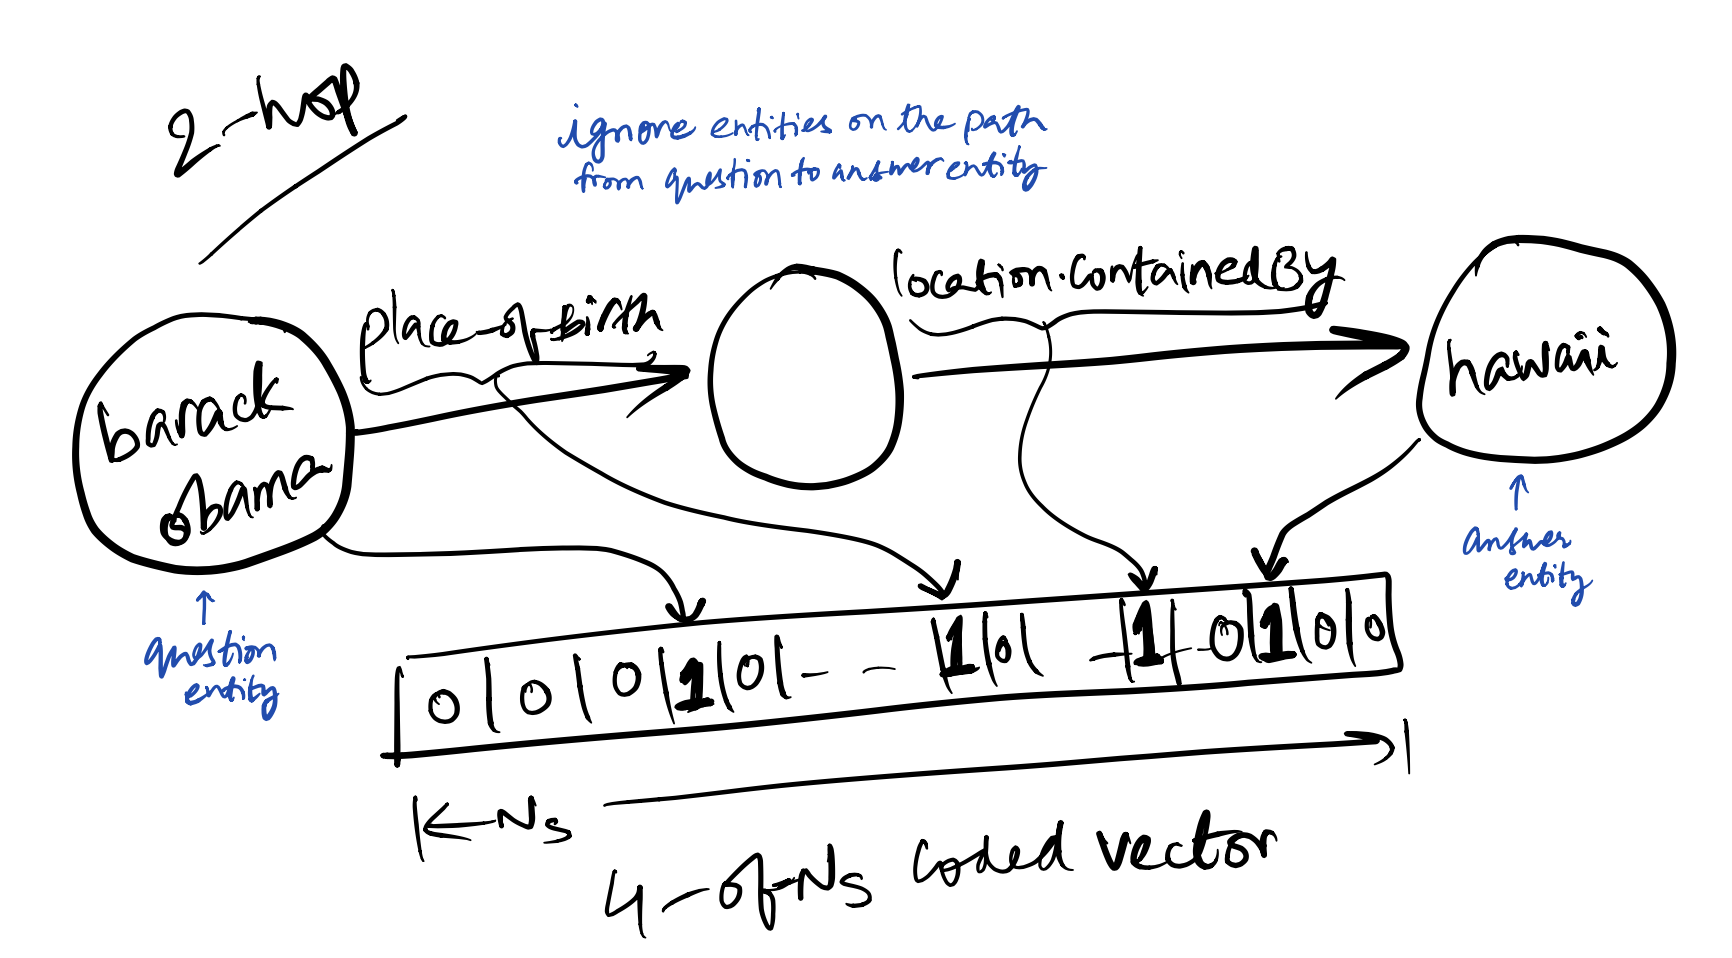 2-hop
ignore entities on the path
from question to answer entity
place-of-birth
location.containedBy
barack
obama
hawaii
question
entity
answer
entity
0 0 0 1 0 - - - 1 0 - 1 - - 0 1 0 0
Ns
4-of-Ns coded vector